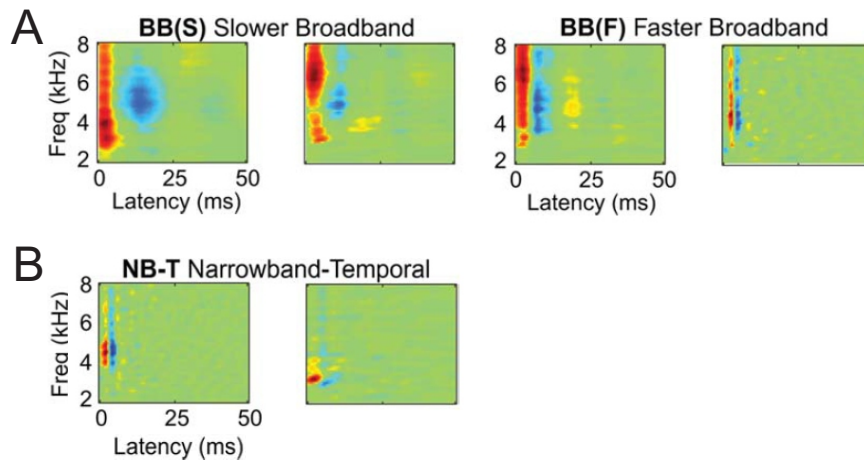 A
BB(S) Slower Broadband
BB(F) Faster Broadband
Freq (kHz)
8
6
4
2
0 25 50
Latency (ms)
8
6
4
2
0 25 50
Latency (ms)
B
NB-T Narrowband-Temporal
Freq (kHz)
8
6
4
2
0 25 50
Latency (ms)